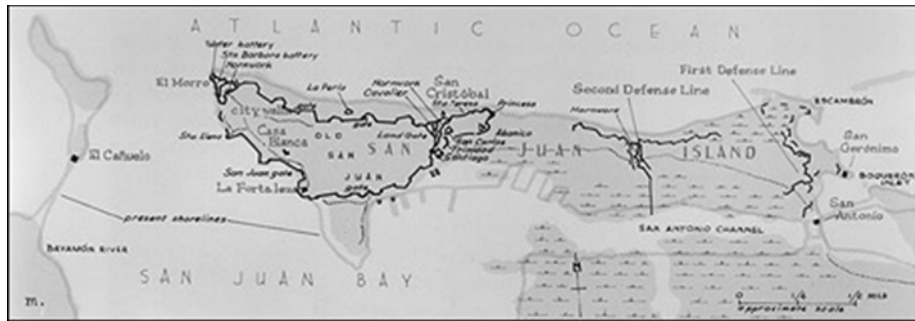 ATLANTIC OCEAN
Water battery
Sta Barbara battery
Hornwork
El Morro
La Perla
Hornwork
Cavalier
San
Cristóbal
Sta Teresa
Princesa
Second Defense Line
First Defense Line
ESCAMBRÓN
city walls
gate
gate
Hornwork
Sta Elena
Casa
Blanca
OLD
SAN
JUAN
Land Gate
Abanico
San Carlos
Trinidad
Santiago
SAN JUAN ISLAND
San
Gerónimo
BOQUERÓN
INLET
El Cañuelo
San Juan gate
La Fortaleza
gate
San
Antonio
present shorelines
SAN ANTONIO CHANNEL
BAYAMÓN RIVER
SAN JUAN BAY
m.
0 1/4 1/2 MILE
approximate scale